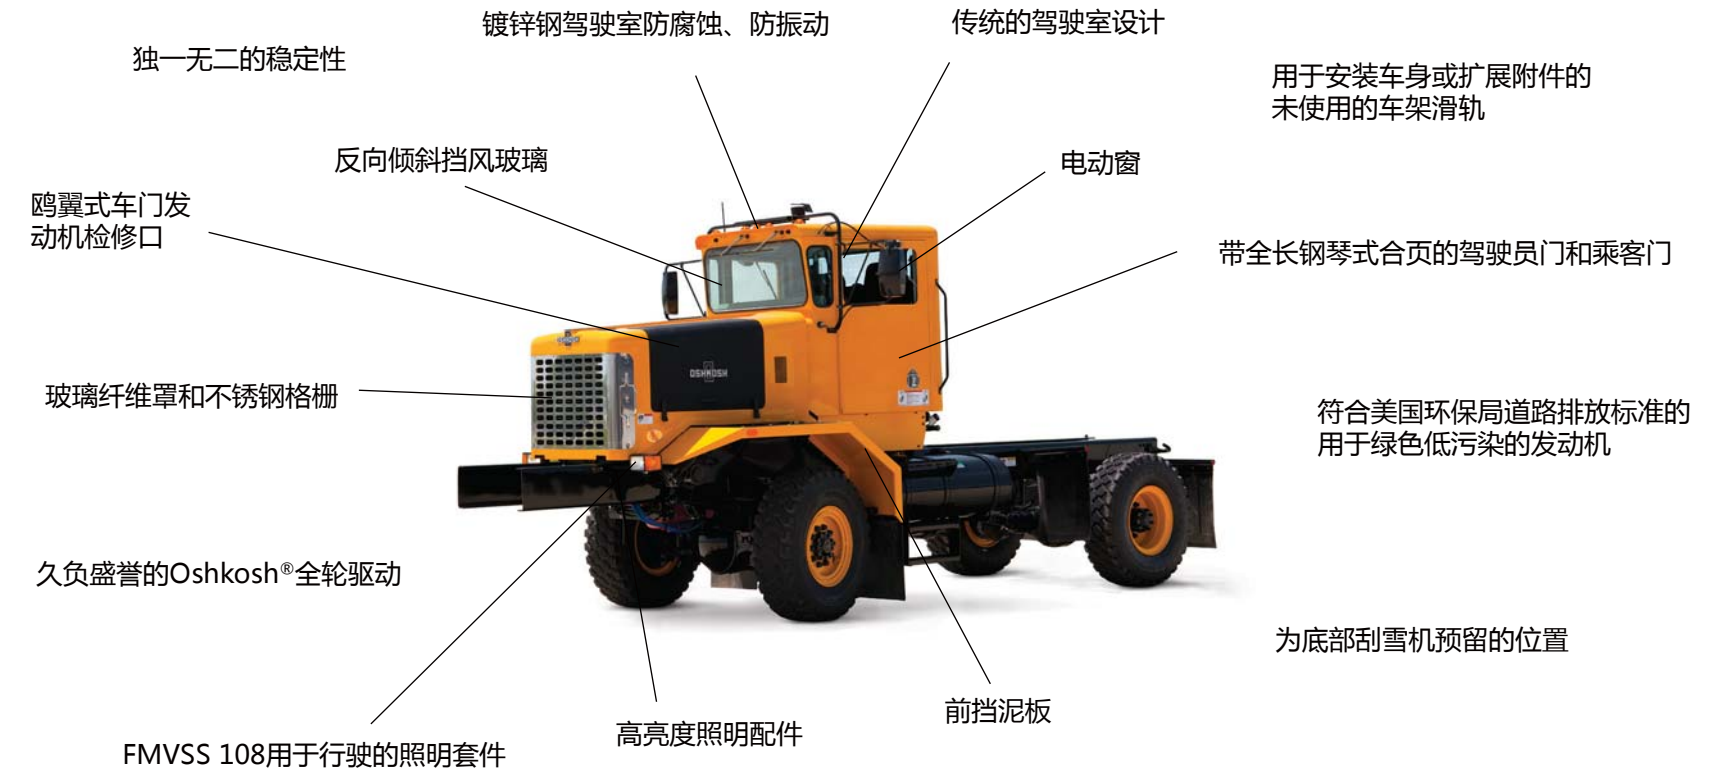 镀锌钢驾驶室防腐蚀、防振动
传统的驾驶室设计
独一无二的稳定性
用于安装车身或扩展附件的
未使用的车架滑轨
反向倾斜挡风玻璃
电动窗
鸥翼式车门发
动机检修口
带全长钢琴式合页的驾驶员门和乘客门
OSHKOSH
玻璃纤维罩和不锈钢格栅
符合美国环保局道路排放标准的
用于绿色低污染的发动机
久负盛誉的Oshkosh®全轮驱动
为底部刮雪机预留的位置
前挡泥板
高亮度照明配件
FMVSS 108用于行驶的照明套件